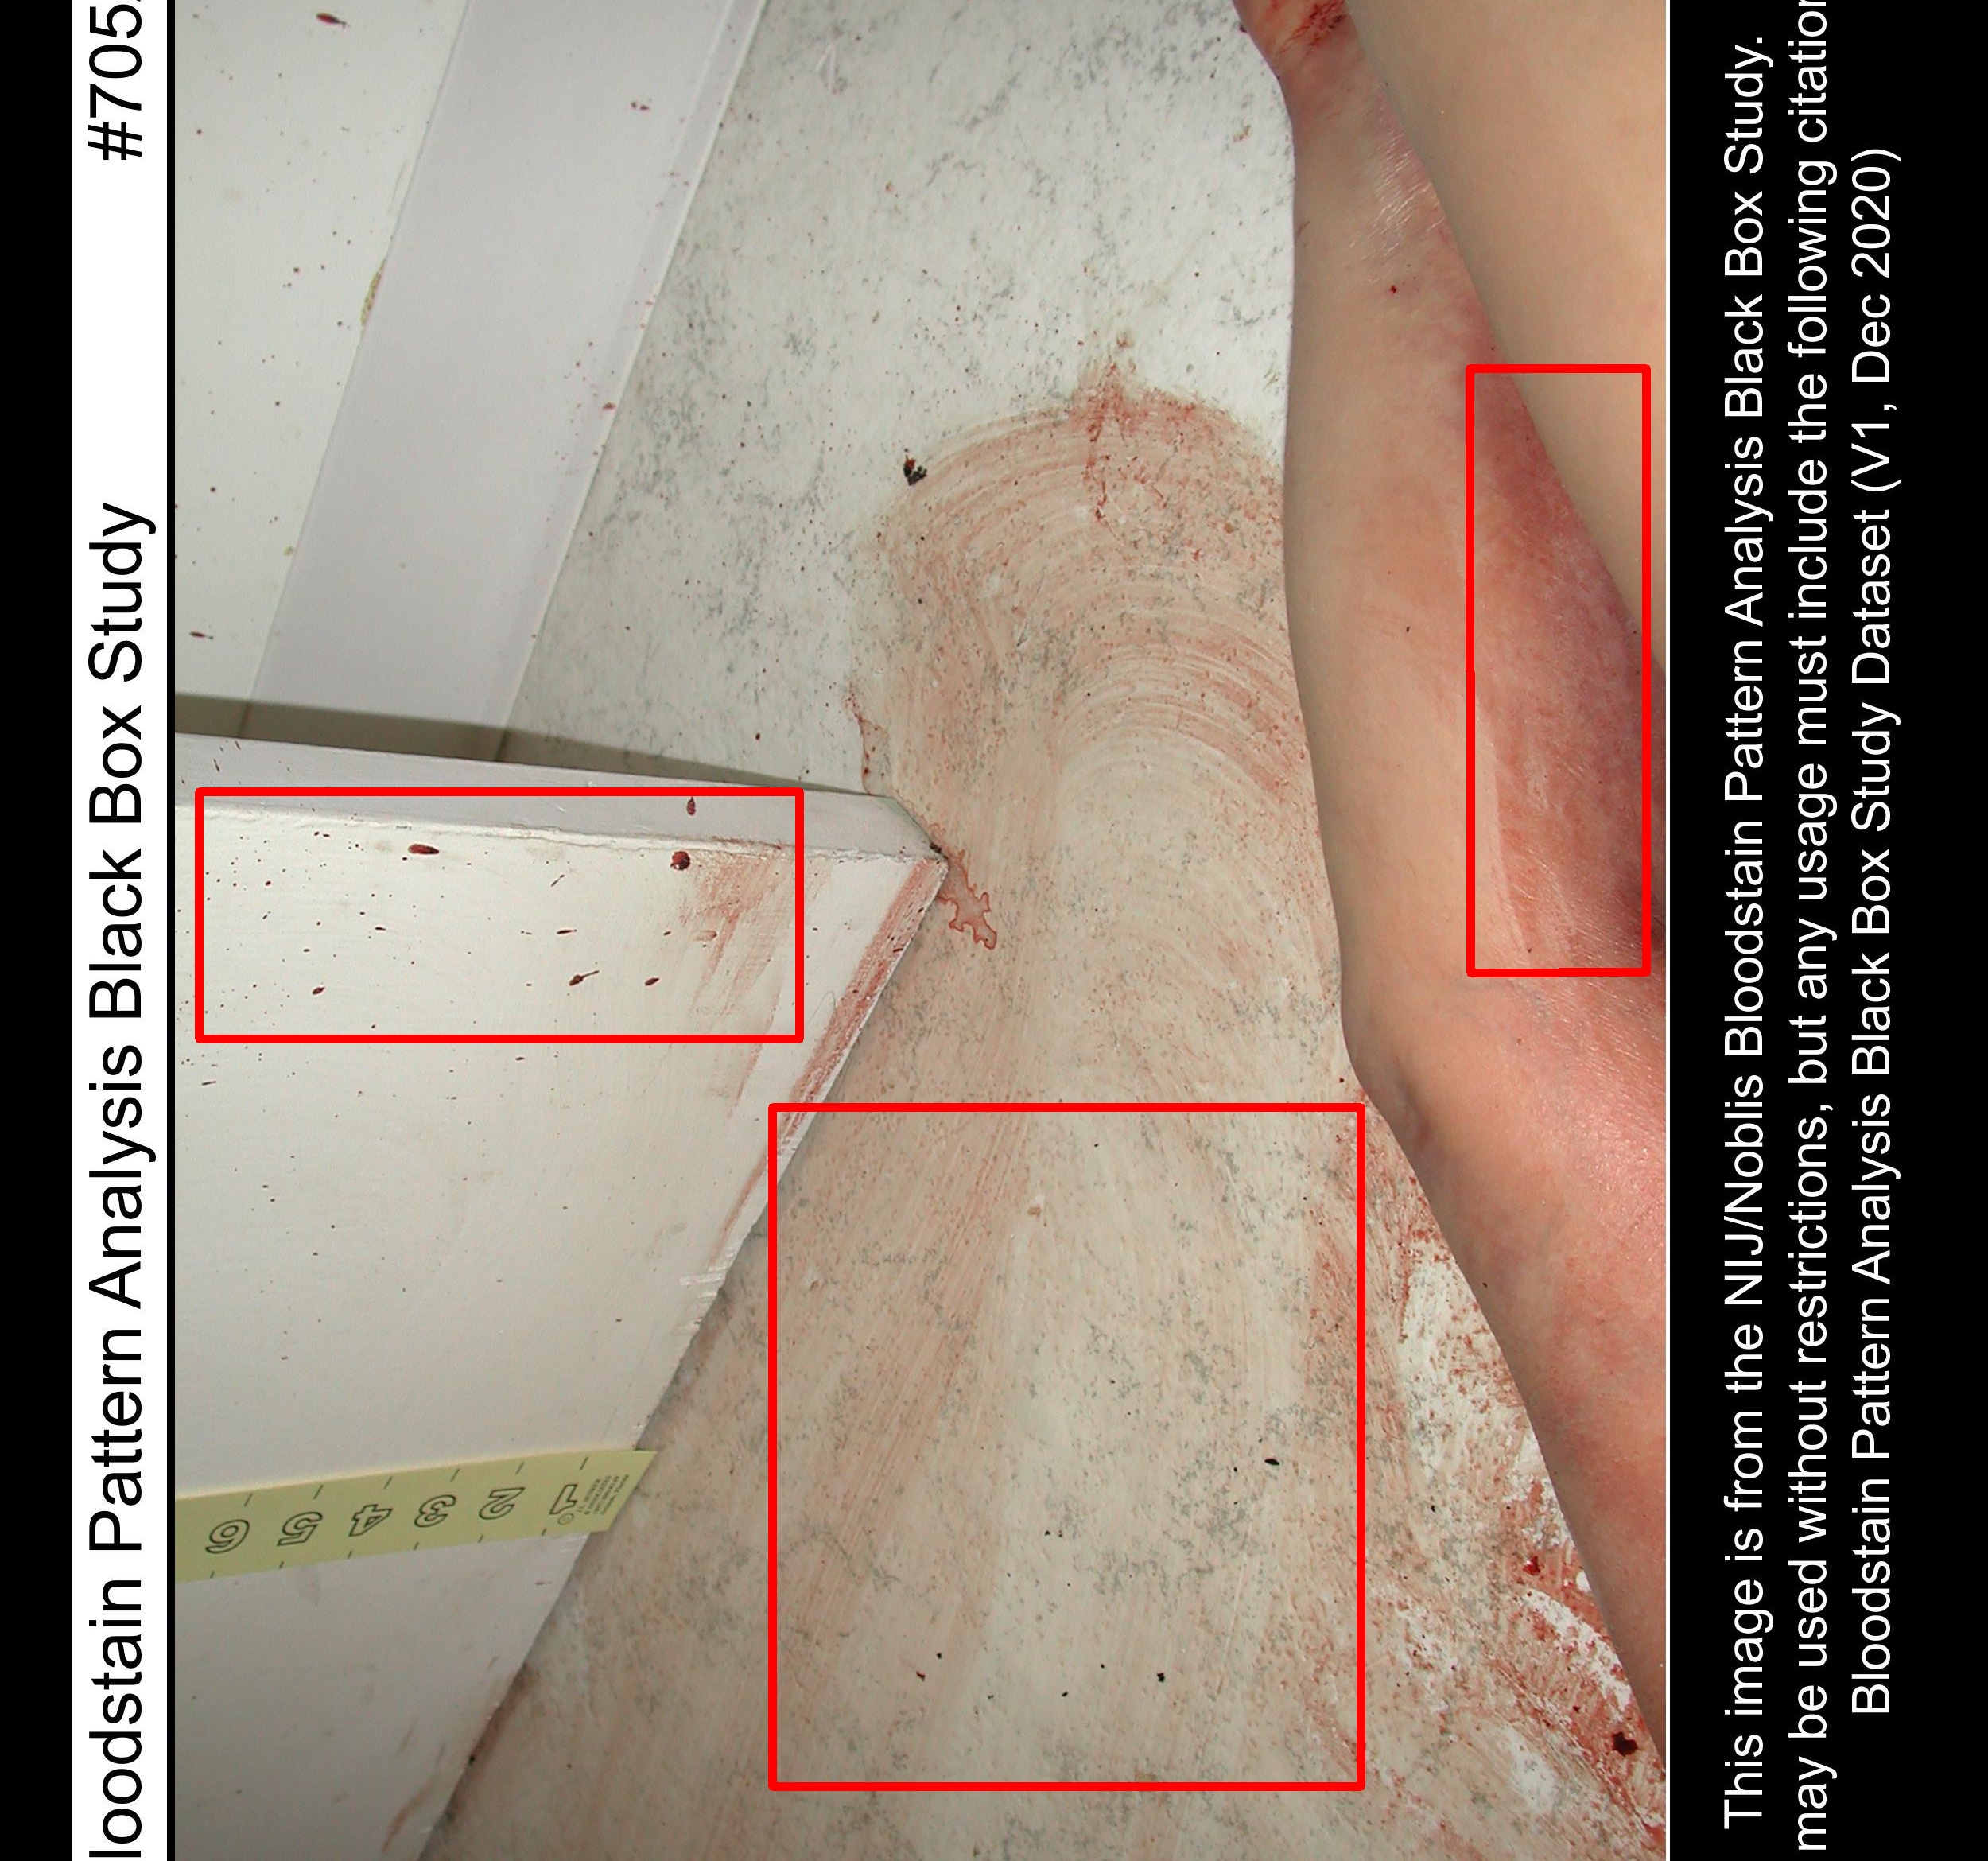 loodstain Pattern Analysis Black Box Study #705
This image is from the NIJ/Noblis Bloodstain Pattern Analysis Black Box Study.
may be used without restrictions, but any usage must include the following citation
Bloodstain Pattern Analysis Black Box Study Dataset (V1, Dec 2020)
1
2
3
4
5
6